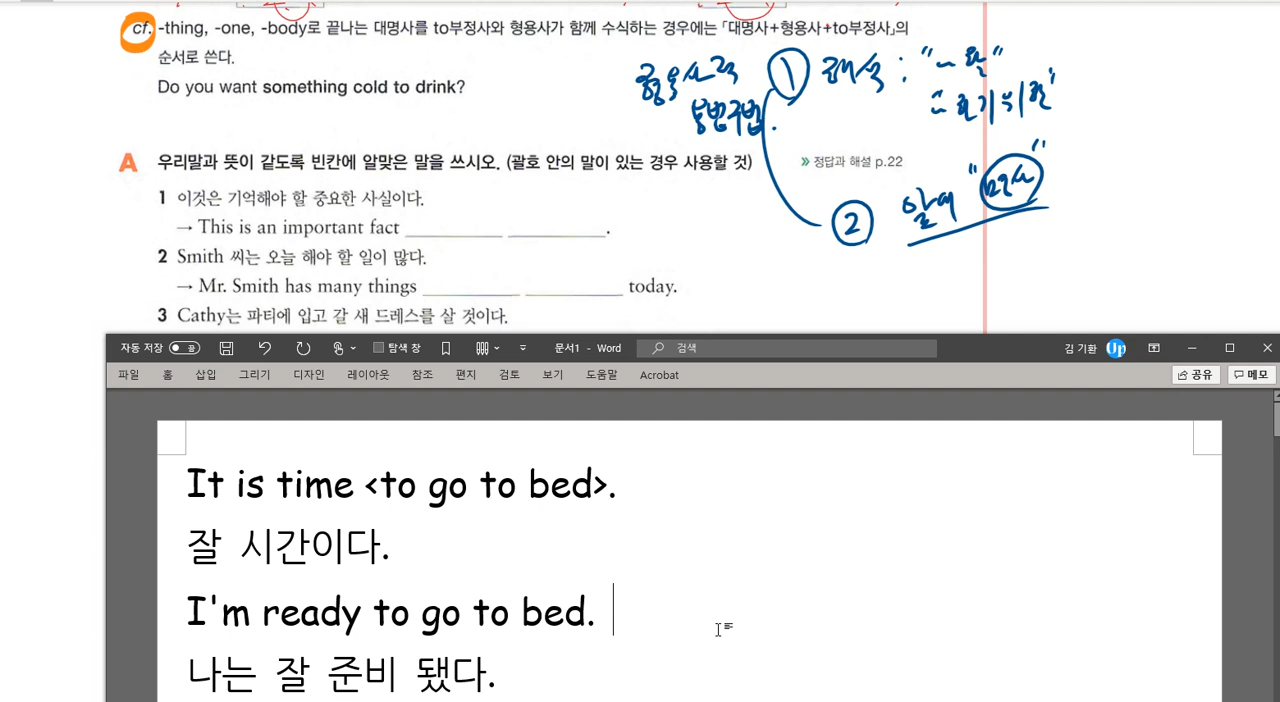 cf. -thing, -one, -body로 끝나는 대명사를 to부정사와 형용사가 함께 수식하는 경우에는 「대명사+형용사+to부정사」의
순서로 쓴다.
Do you want something cold to drink?
형용사적
용법구법.
① 해석 : "~할"
"~하기 위한"
② 앞에 "명사"
A 우리말과 뜻이 같도록 빈칸에 알맞은 말을 쓰시오. (괄호 안의 말이 있는 경우 사용할 것)
» 정답과 해설 p.22
1 이것은 기억해야 할 중요한 사실이다.
→ This is an important fact __________ __________.
2 Smith 씨는 오늘 해야 할 일이 많다.
→ Mr. Smith has many things __________ __________ today.
3 Cathy는 파티에 입고 갈 새 드레스를 살 것이다.
자동 저장 끔 탐색 창 문서1 - Word 검색 김 기환 Up
파일 홈 삽입 그리기 디자인 레이아웃 참조 편지 검토 보기 도움말 Acrobat 공유 메모
It is time <to go to bed>.
잘 시간이다.
I'm ready to go to bed.
나는 잘 준비 됐다.